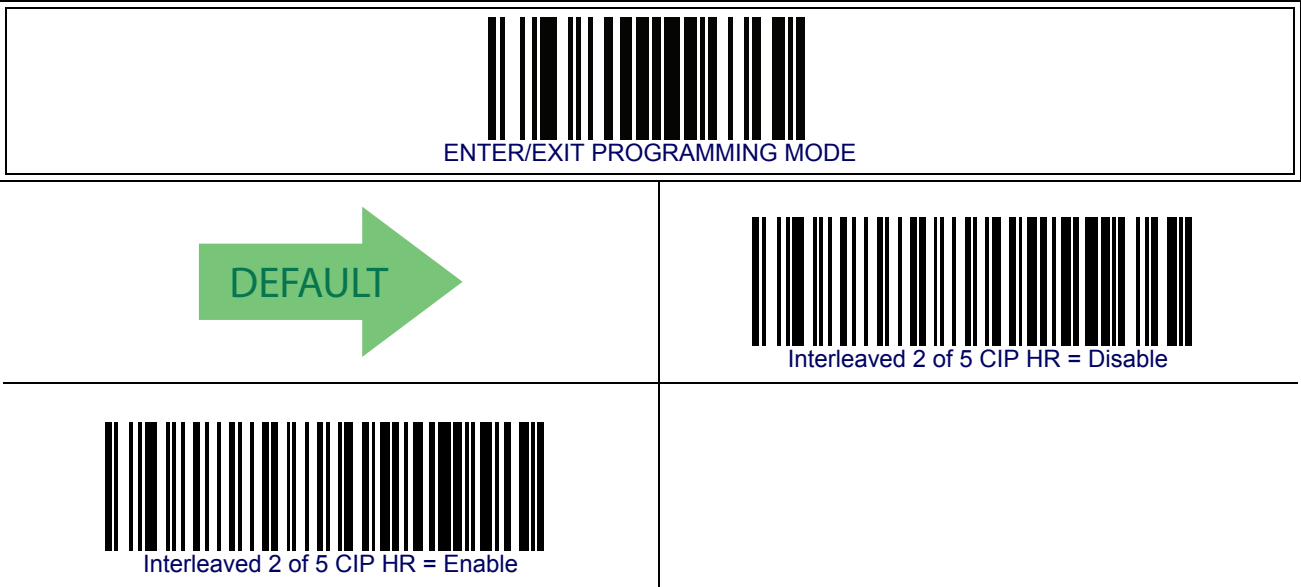 ENTER/EXIT PROGRAMMING MODE
DEFAULT
Interleaved 2 of 5 CIP HR = Disable
Interleaved 2 of 5 CIP HR = Enable